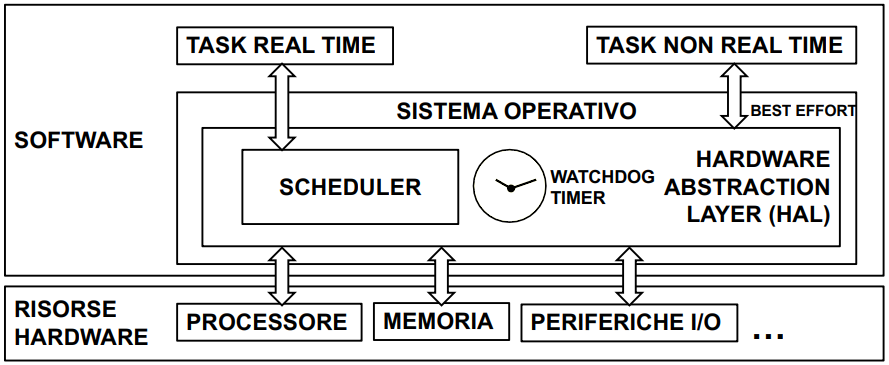 TASK REAL TIME
TASK NON REAL TIME
SISTEMA OPERATIVO
BEST EFFORT
SOFTWARE
SCHEDULER
WATCHDOG
TIMER
HARDWARE
ABSTRACTION
LAYER (HAL)
RISORSE
HARDWARE
PROCESSORE
MEMORIA
PERIFERICHE I/O
...